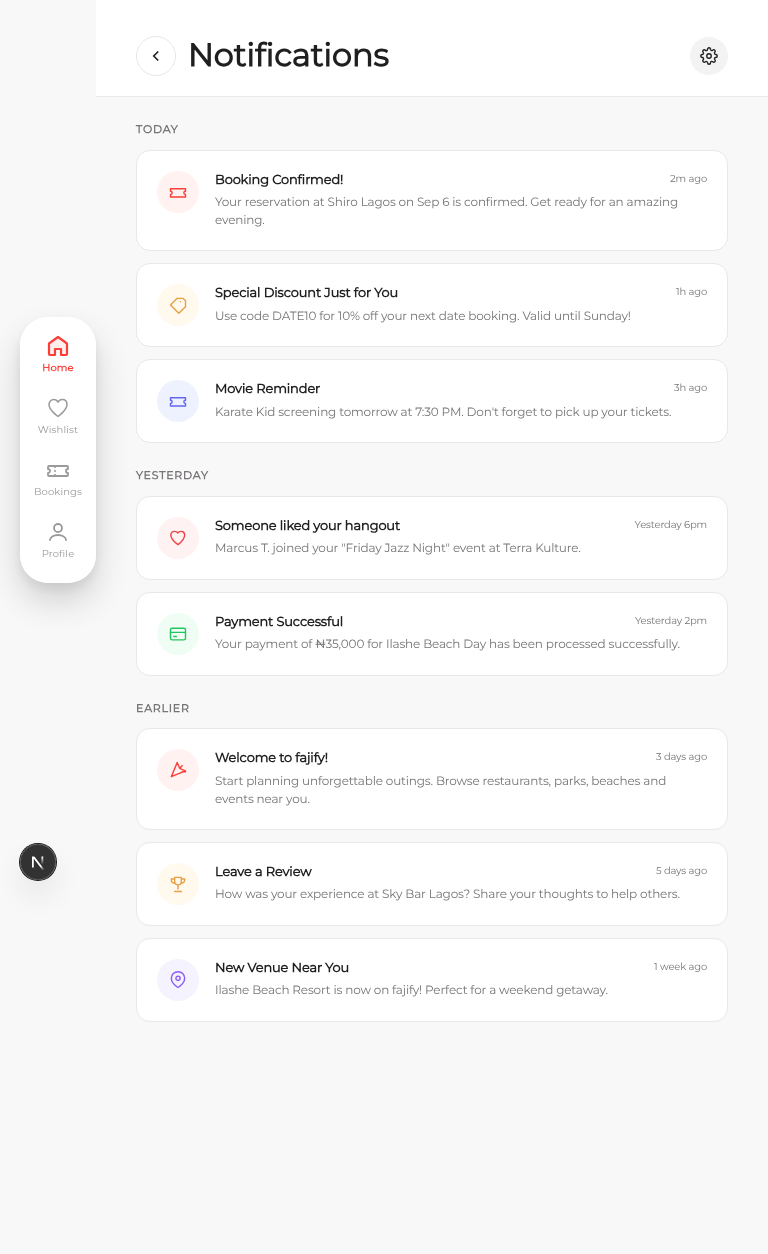 Notifications
TODAY
Booking Confirmed!
2m ago
Your reservation at Shiro Lagos on Sep 6 is confirmed. Get ready for an amazing
evening.
Special Discount Just for You
1h ago
Use code DATE10 for 10% off your next date booking. Valid until Sunday!
Movie Reminder
3h ago
Karate Kid screening tomorrow at 7:30 PM. Don't forget to pick up your tickets.
Home
Wishlist
Bookings
Profile
YESTERDAY
Someone liked your hangout
Yesterday 6pm
Marcus T. joined your "Friday Jazz Night" event at Terra Kulture.
Payment Successful
Yesterday 2pm
Your payment of ₦35,000 for Ilashe Beach Day has been processed successfully.
EARLIER
Welcome to fajify!
3 days ago
Start planning unforgettable outings. Browse restaurants, parks, beaches and
events near you.
N
Leave a Review
5 days ago
How was your experience at Sky Bar Lagos? Share your thoughts to help others.
New Venue Near You
1 week ago
Ilashe Beach Resort is now on fajify! Perfect for a weekend getaway.